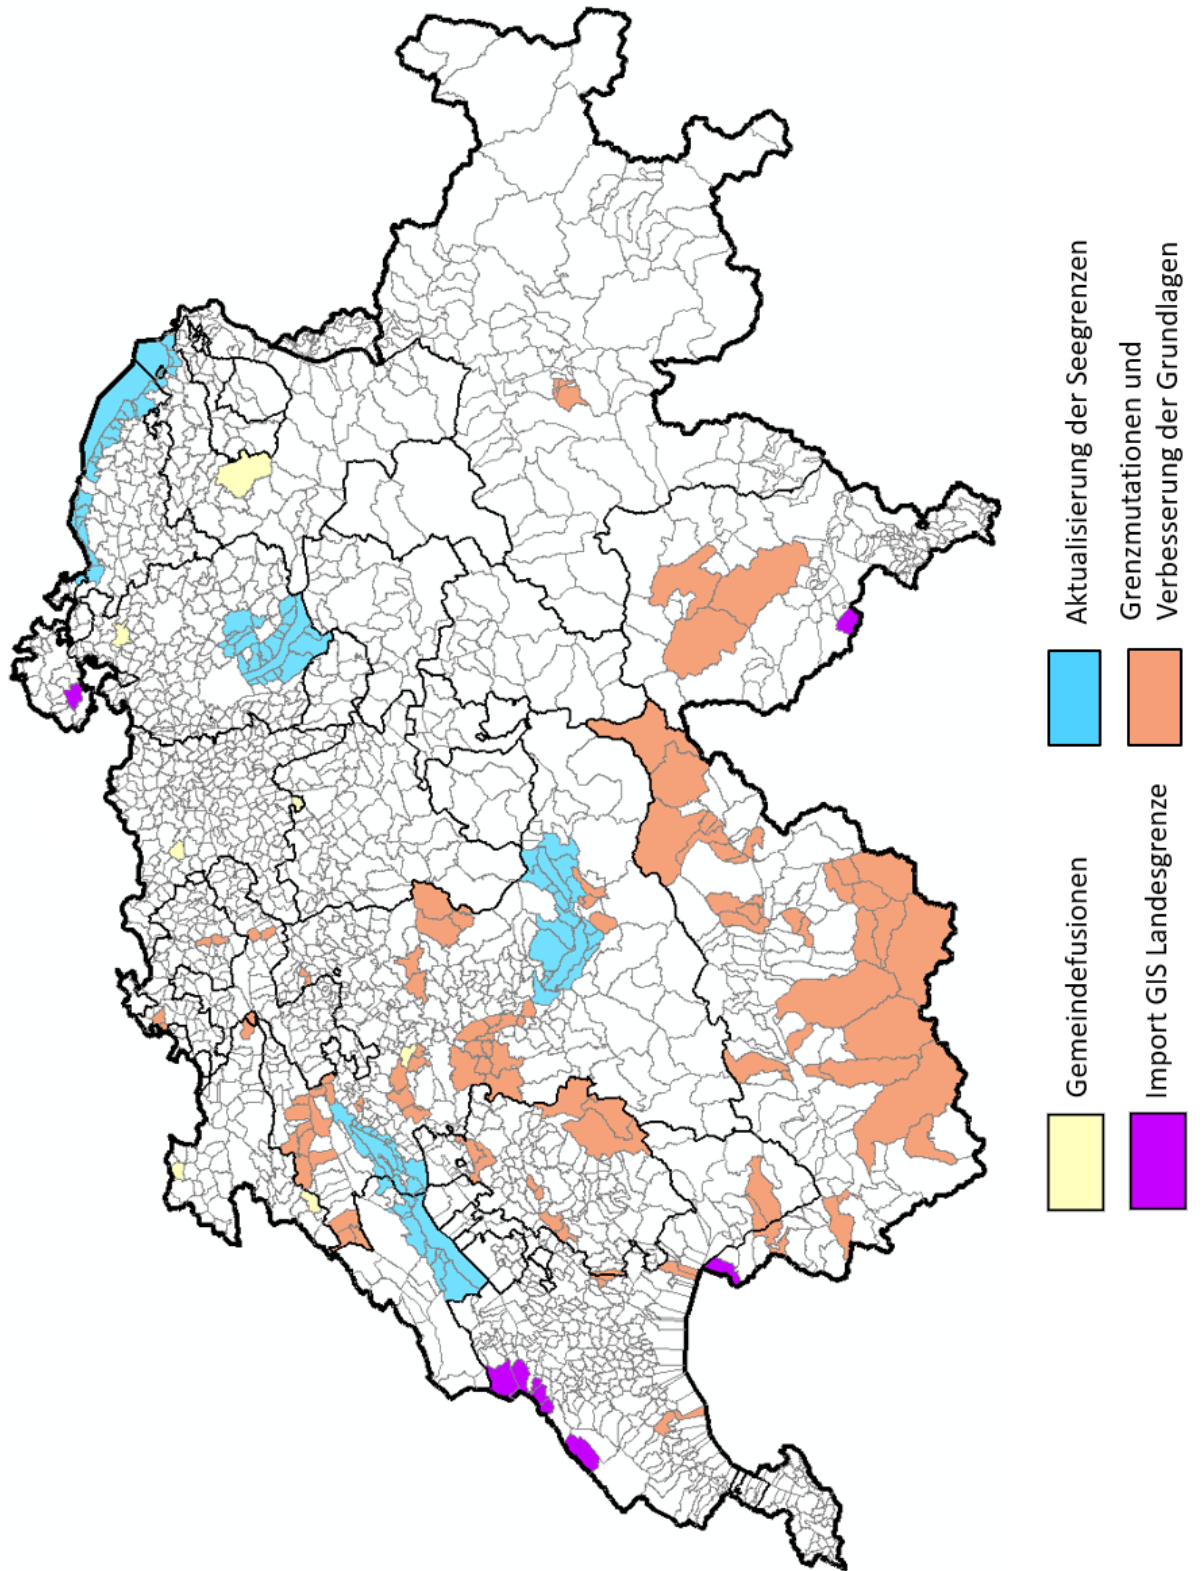 Gemeindefusionen
Aktualisierung der Seegrenzen
Import GIS Landesgrenze
Grenzmutationen und
Verbesserung der Grundlagen